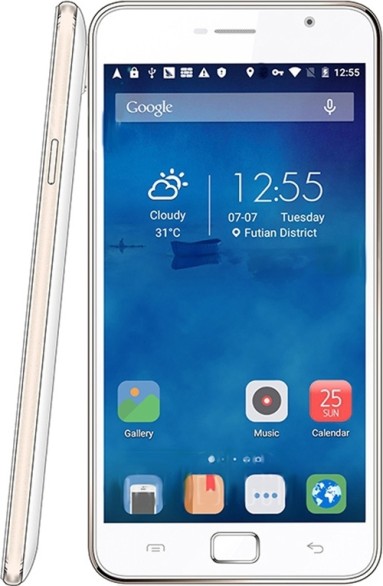 12:55
Google
12:55
Cloudy
31°C
07-07 Tuesday
Futian District
Gallery
Music
25
SUN
Calendar